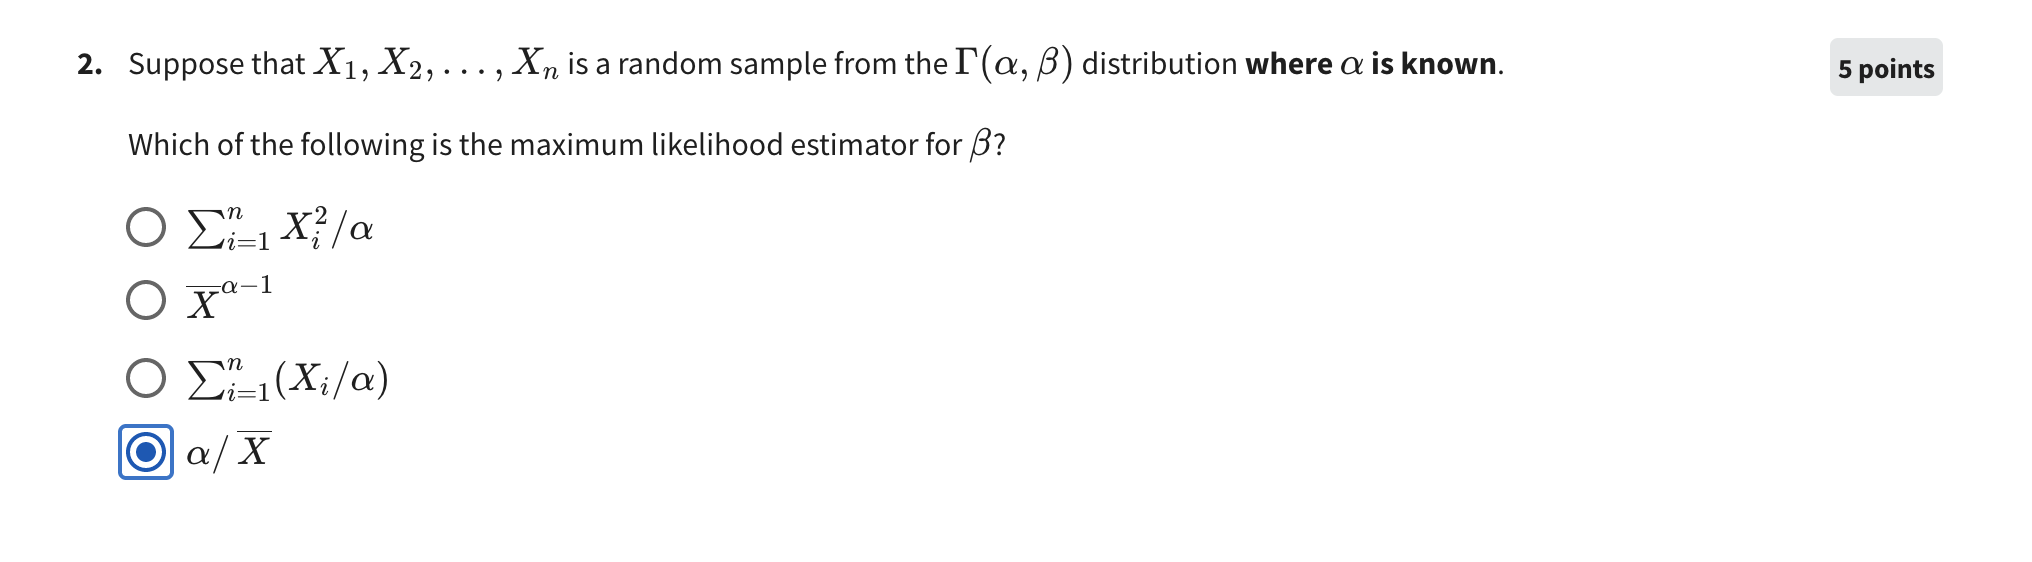 2. Suppose that X₁, X₂, . . . , Xₙ is a random sample from the Γ(α, β) distribution where α is known.
5 points
Which of the following is the maximum likelihood estimator for β?
∑ⁿᵢ₌₁ Xᵢ²/α
X̅^{α−1}
∑ⁿᵢ₌₁(Xᵢ/α)
α/X̅